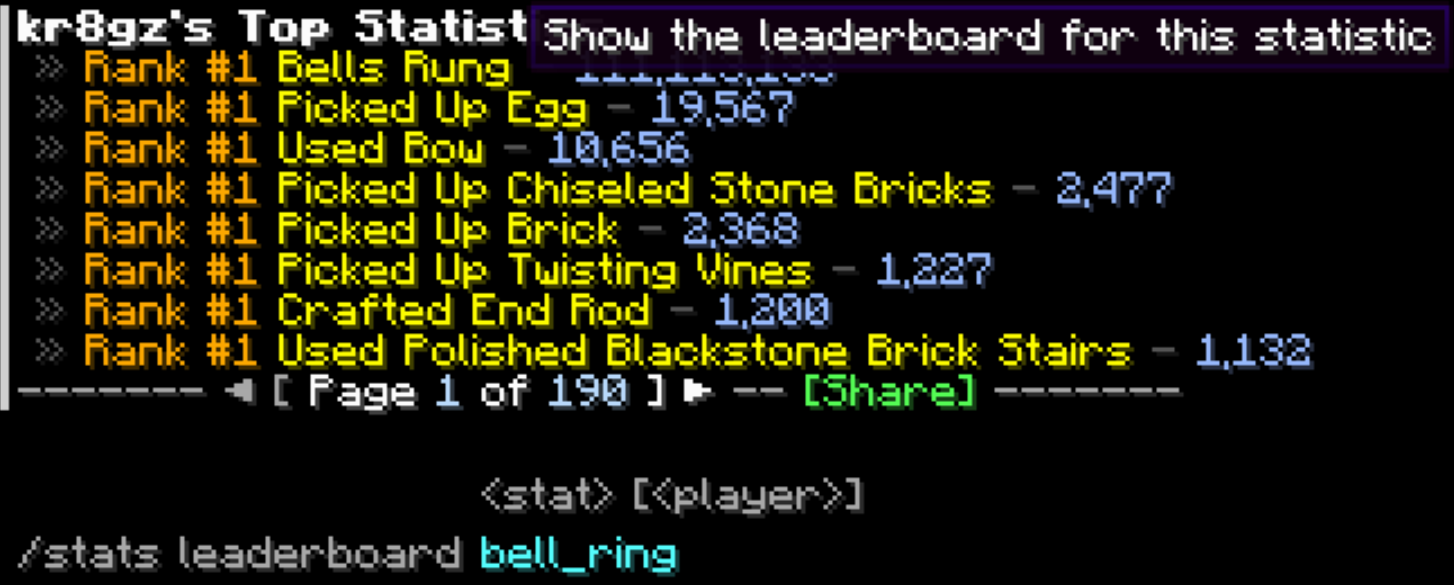 kr8gz's Top Statist
Show the leaderboard for this statistic
» Rank #1 Bells Rung
» Rank #1 Picked Up Egg – 19,567
» Rank #1 Used Bow – 10,656
» Rank #1 Picked Up Chiseled Stone Bricks – 2,477
» Rank #1 Picked Up Brick – 2,368
» Rank #1 Picked Up Twisting Vines – 1,227
» Rank #1 Crafted End Rod – 1,200
» Rank #1 Used Polished Blackstone Brick Stairs – 1,132
------- ◀ [ Page 1 of 190 ] ▶ -- [Share] -------
<stat> [<player>]
/stats leaderboard bell_ring